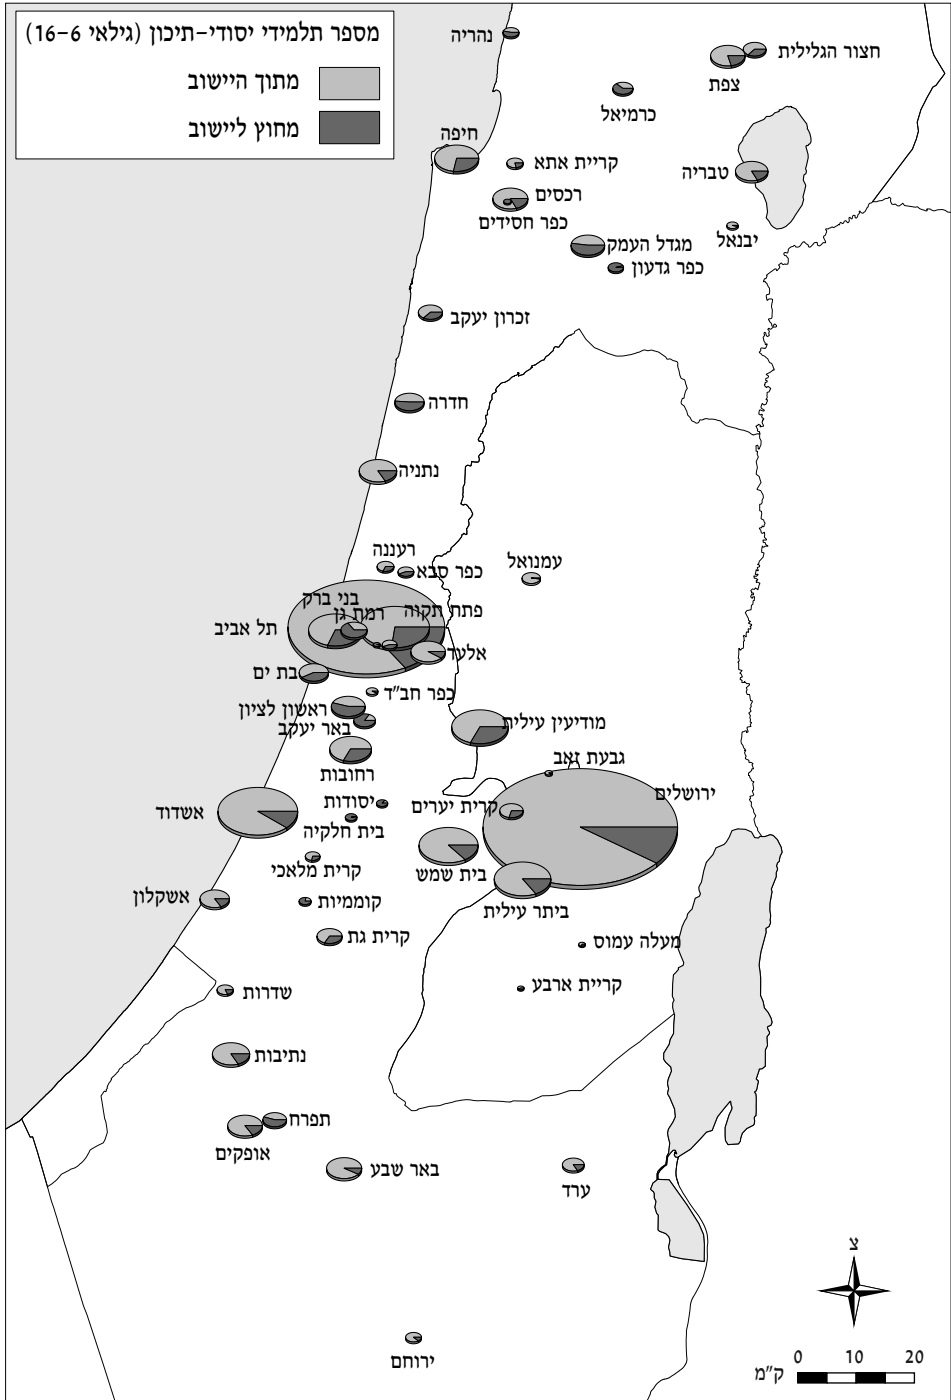 מספר תלמידי יסודי-תיכון (גילאי 16-6)
מתוך היישוב
מחוץ ליישוב
נהריה
חצור הגלילית
צפת
כרמיאל
חיפה
קריית אתא
טבריה
רכסים
כפר חסידים
יבנאל
מגדל העמק
כפר גדעון
זכרון יעקב
חדרה
נתניה
רעננה
כפר סבא
עמנואל
בני ברק
רמת גן
פתח תקוה
תל אביב
אלעד
בת ים
כפר חב"ד
ראשון לציון
באר יעקב
מודיעין עילית
רחובות
גבעת זאב
ירושלים
יסודות
קרית יערים
אשדוד
בית חלקיה
קרית מלאכי
בית שמש
אשקלון
קוממיות
ביתר עילית
קרית גת
מעלה עמוס
קריית ארבע
שדרות
נתיבות
תפרח
אופקים
באר שבע
ערד
צ
ירוחם
0 10 20
ק"מ